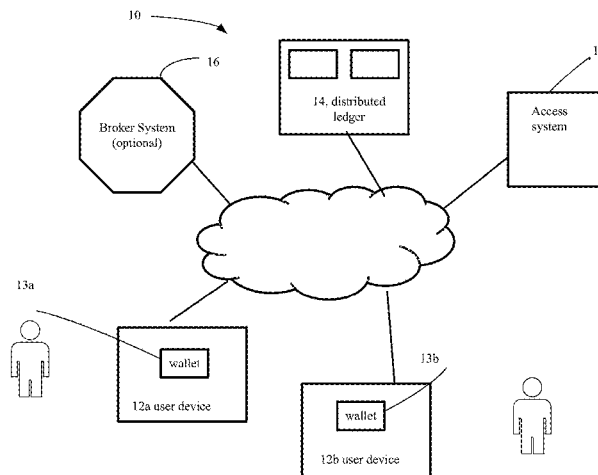 10
16
Broker System
(optional)
14, distributed
ledger
1
Access
system
13a
wallet
12a user device
13b
wallet
12b user device